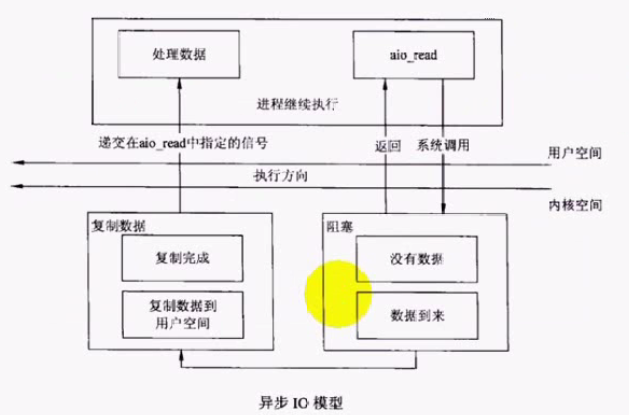 处理数据
aio_read
进程继续执行
递交在aio_read中指定的信号
返回
系统调用
用户空间
执行方向
内核空间
复制数据
阻塞
复制完成
没有数据
复制数据到
用户空间
数据到来
异步 IO 模型